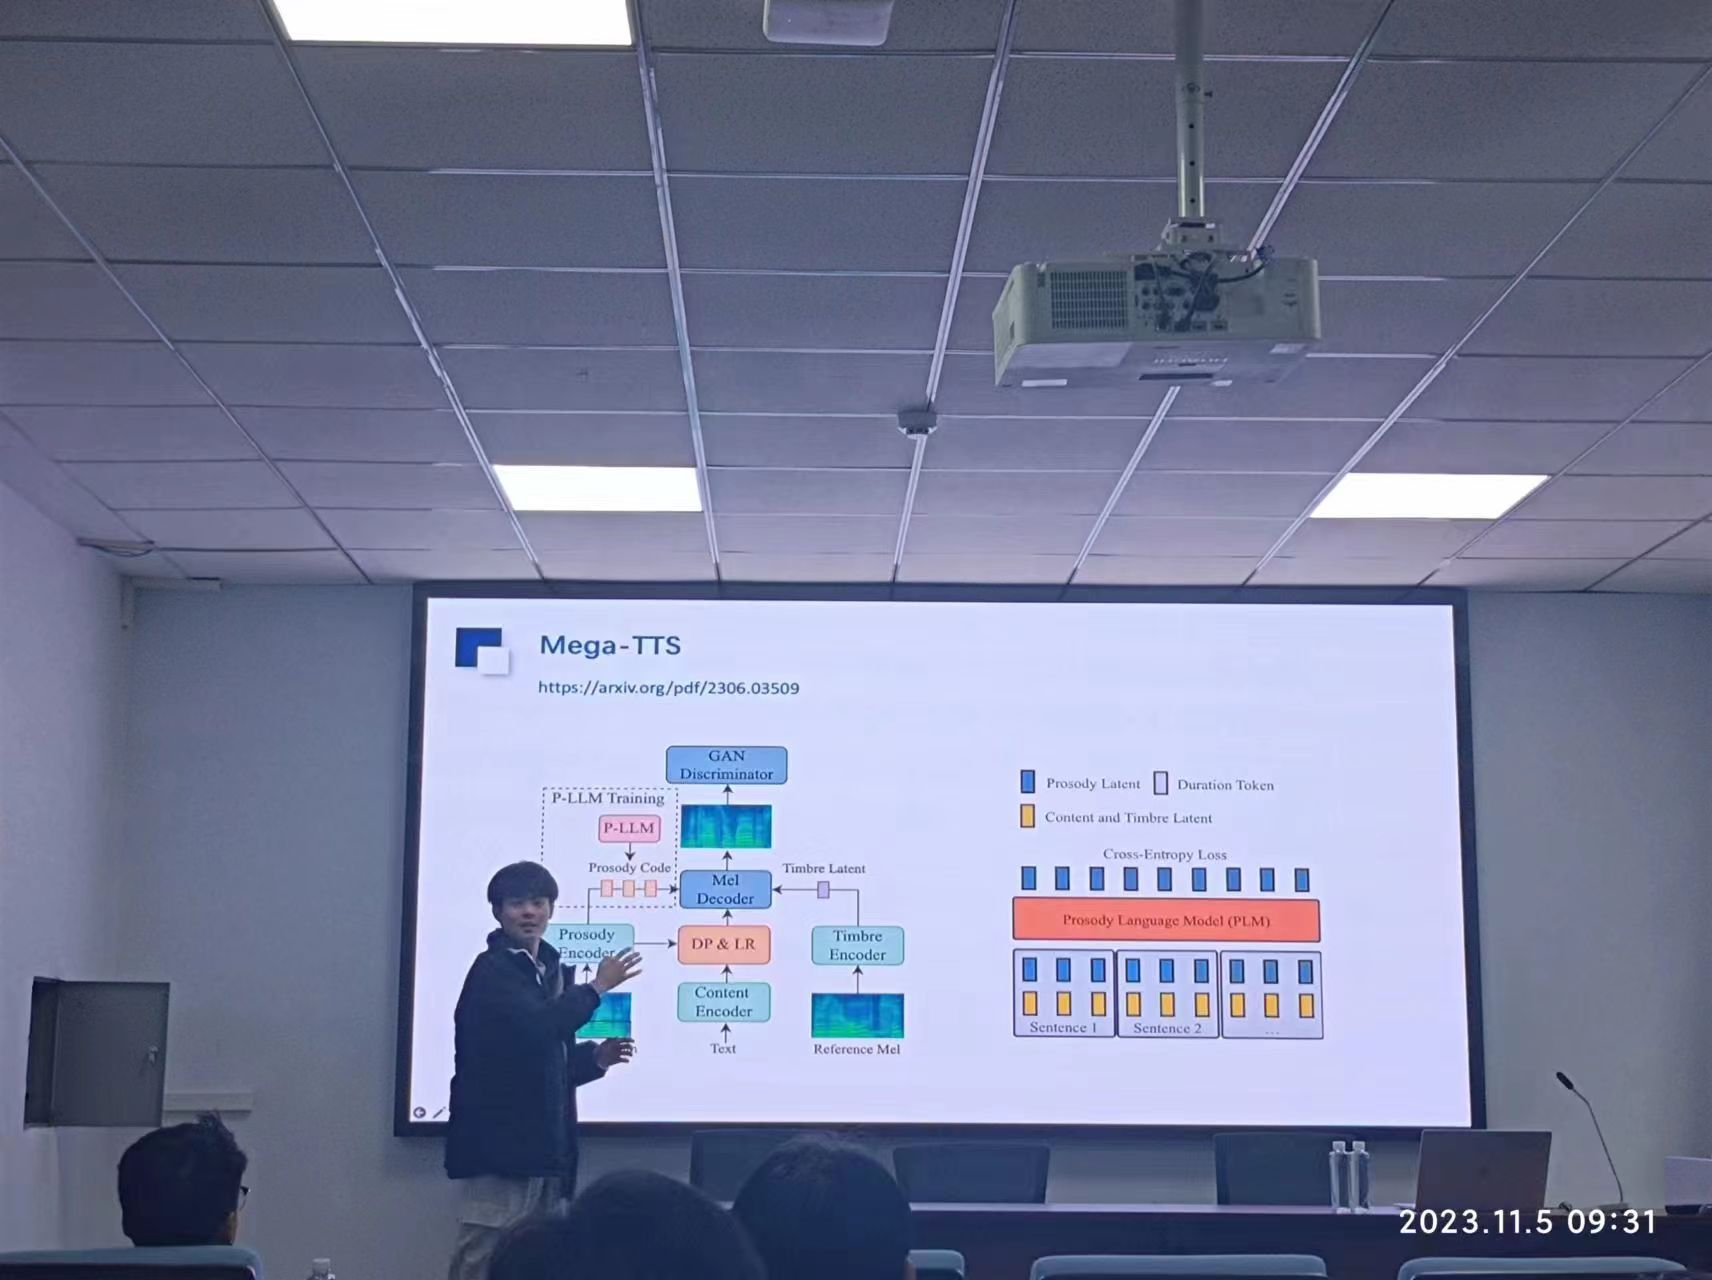 Mega-TTS
https://arxiv.org/pdf/2306.03509
GAN
Discriminator
P-LLM Training
P-LLM
Prosody Code
Mel
Decoder
Timbre Latent
Prosody
Encoder
DP & LR
Timbre
Encoder
Content
Encoder
Text
Reference Mel
Prosody Latent
Duration Token
Content and Timbre Latent
Cross-Entropy Loss
Prosody Language Model (PLM)
Sentence 1
Sentence 2
...
2023.11.5 09:31